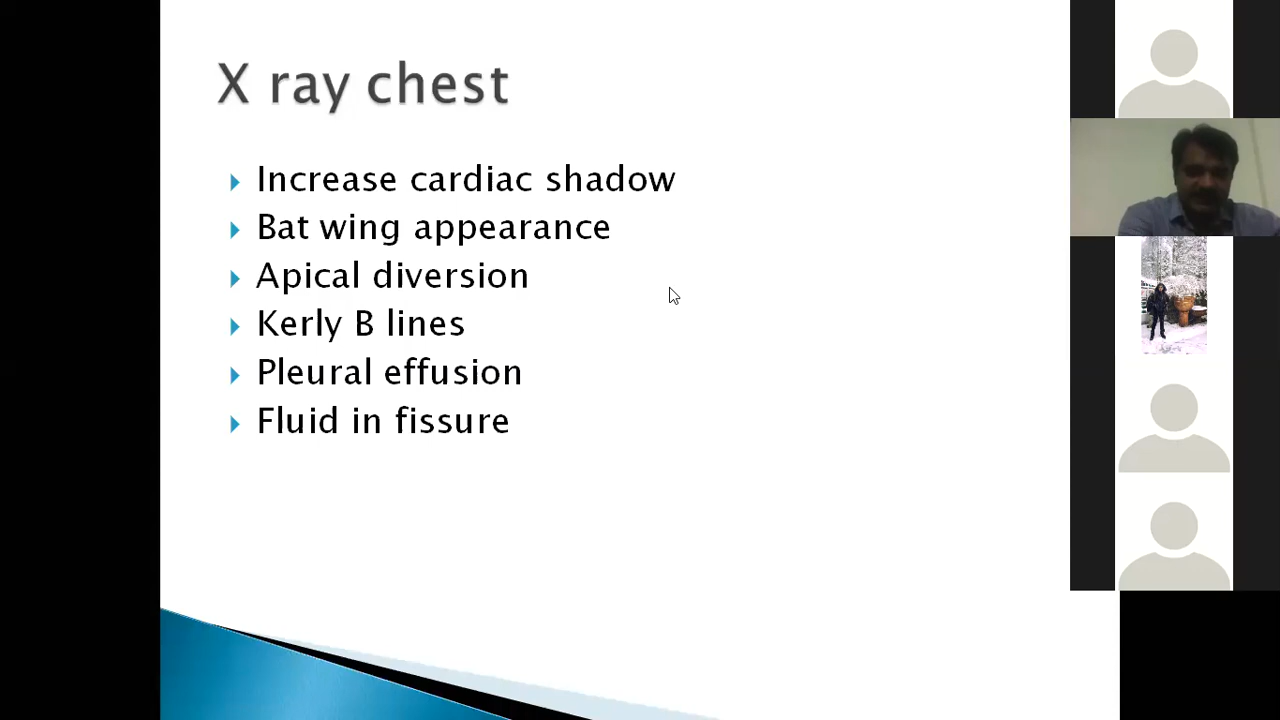 X ray chest
Increase cardiac shadow
Bat wing appearance
Apical diversion
Kerly B lines
Pleural effusion
Fluid in fissure